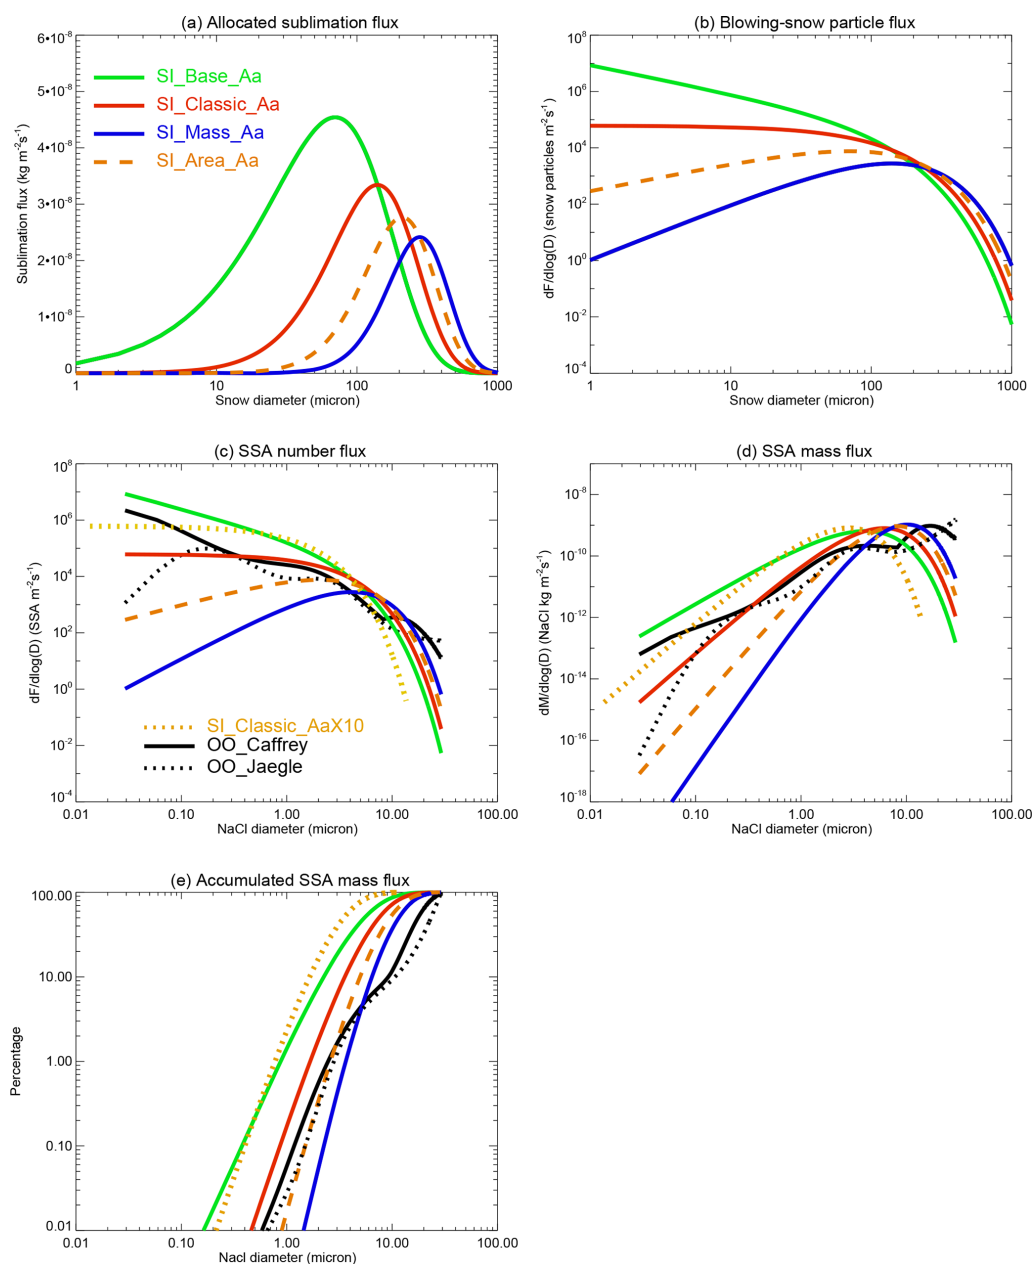 (a) Allocated sublimation flux
6•10⁻⁸
5•10⁻⁸
4•10⁻⁸
3•10⁻⁸
2•10⁻⁸
1•10⁻⁸
0
Sublimation flux (kg m⁻²s⁻¹)
SI_Base_Aa
SI_Classic_Aa
SI_Mass_Aa
SI_Area_Aa
1 10 100 1000
Snow diameter (micron)
(b) Blowing-snow particle flux
10⁸
10⁶
10⁴
10²
10⁰
10⁻²
10⁻⁴
dF/dlog(D) (snow particles m⁻²s⁻¹)
1 10 100 1000
Snow diameter (micron)
(c) SSA number flux
10⁸
10⁶
10⁴
10²
10⁰
10⁻²
10⁻⁴
dF/dlog(D) (SSA m⁻²s⁻¹)
SI_Classic_AaX10
OO_Caffrey
OO_Jaegle
0.01 0.10 1.00 10.00 100.00
NaCl diameter (micron)
(d) SSA mass flux
10⁻⁸
10⁻¹⁰
10⁻¹²
10⁻¹⁴
10⁻¹⁶
10⁻¹⁸
dM/dlog(D) (NaCl kg m⁻²s⁻¹)
0.01 0.10 1.00 10.00 100.00
NaCl diameter (micron)
(e) Accumulated SSA mass flux
100.00
10.00
1.00
0.10
0.01
Percentage
0.01 0.10 1.00 10.00 100.00
Nacl diameter (micron)